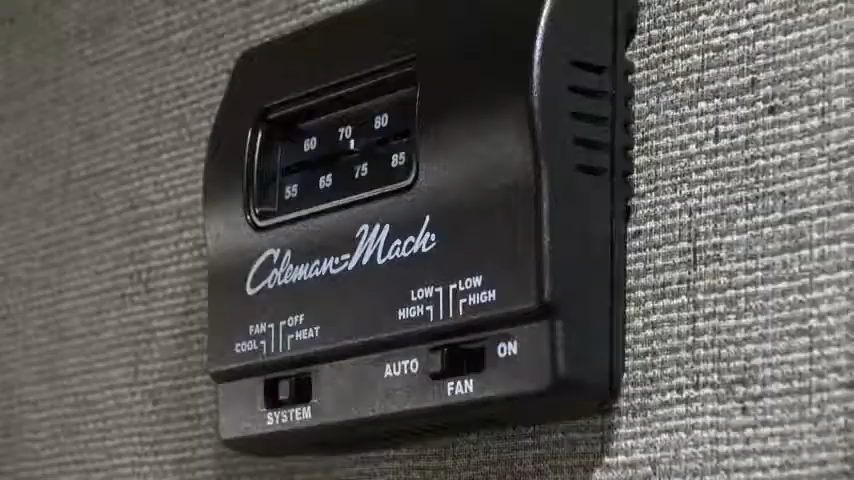 60 70 80
55 65 75 85
Coleman-Mach
LOW LOW
HIGH HIGH
FAN OFF
COOL HEAT
AUTO ON
SYSTEM FAN